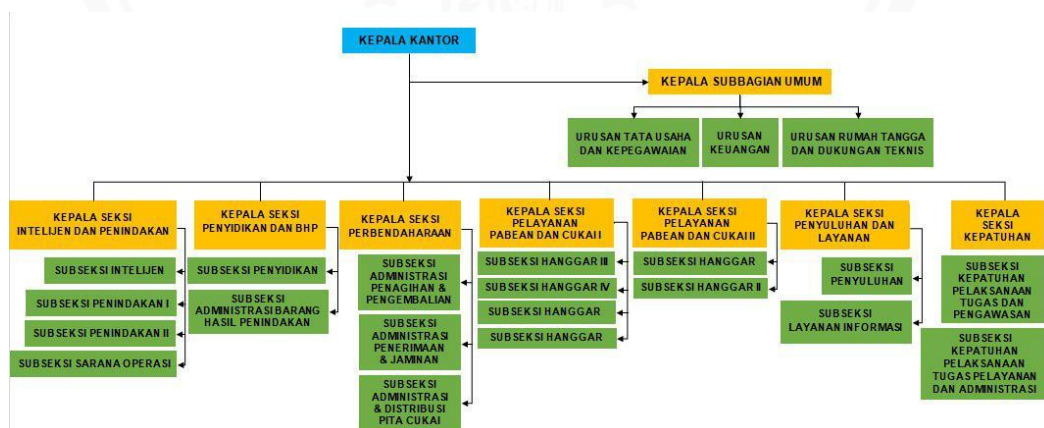 KEPALA KANTOR
KEPALA SUBBAGIAN UMUM
URUSAN TATA USAHA
DAN KEPEGAWAIAN
URUSAN
KEUANGAN
URUSAN RUMAH TANGGA
DAN DUKUNGAN TEKNIS
KEPALA SEKSI
INTELIJEN DAN PENINDAKAN
SUBSEKSI INTELIJEN
SUBSEKSI PENINDAKAN I
SUBSEKSI PENINDAKAN II
SUBSEKSI SARANA OPERASI
KEPALA SEKSI
PENYIDIKAN DAN BHP
SUBSEKSI PENYIDIKAN
SUBSEKSI
ADMINISTRASI BARANG
HASIL PENINDAKAN
KEPALA SEKSI
PERBENDAHARAAN
SUBSEKSI
ADMINISTRASI
PENAGIHAN &
PENGEMBALIAN
SUBSEKSI
ADMINISTRASI
PENERIMAAN
& JAMINAN
SUBSEKSI
ADMINISTRASI
& DISTRIBUSI
PITA CUKAI
KEPALA SEKSI
PELAYANAN
PABEAN DAN CUKAI I
SUBSEKSI HANGGAR III
SUBSEKSI HANGGAR IV
SUBSEKSI HANGGAR
SUBSEKSI HANGGAR
KEPALA SEKSI
PELAYANAN
PABEAN DAN CUKAI II
SUBSEKSI HANGGAR
SUBSEKSI HANGGAR II
KEPALA SEKSI
PENYULUHAN DAN
LAYANAN
SUBSEKSI
PENYULUHAN
SUBSEKSI
LAYANAN INFORMASI
KEPALA
SEKSI
KEPATUHAN
SUBSEKSI
KEPATUHAN
PELAKSANAAN
TUGAS DAN
PENGAWASAN
SUBSEKSI
KEPATUHAN
PELAKSANAAN
TUGAS PELAYANAN
DAN ADMINISTRASI